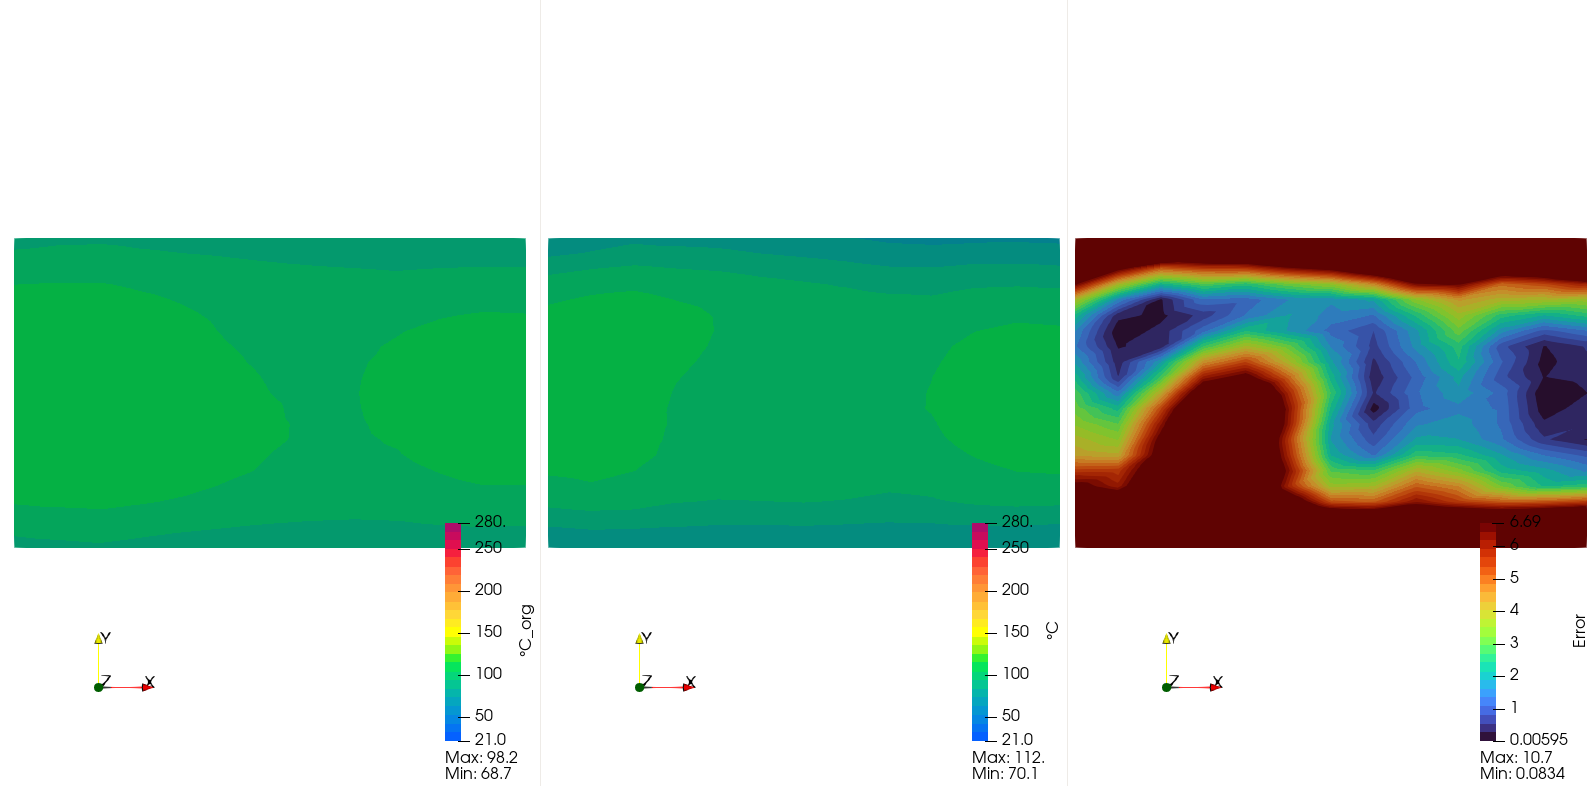 280.
250
200
150
100
50
21.0
°C_org
Max: 98.2
Min: 68.7
Y
Z
X
280.
250
200
150
100
50
21.0
°C
Max: 112.
Min: 70.1
Y
Z
X
6.69
6
5
4
3
2
1
0.00595
Error
Max: 10.7
Min: 0.0834
Y
Z
X